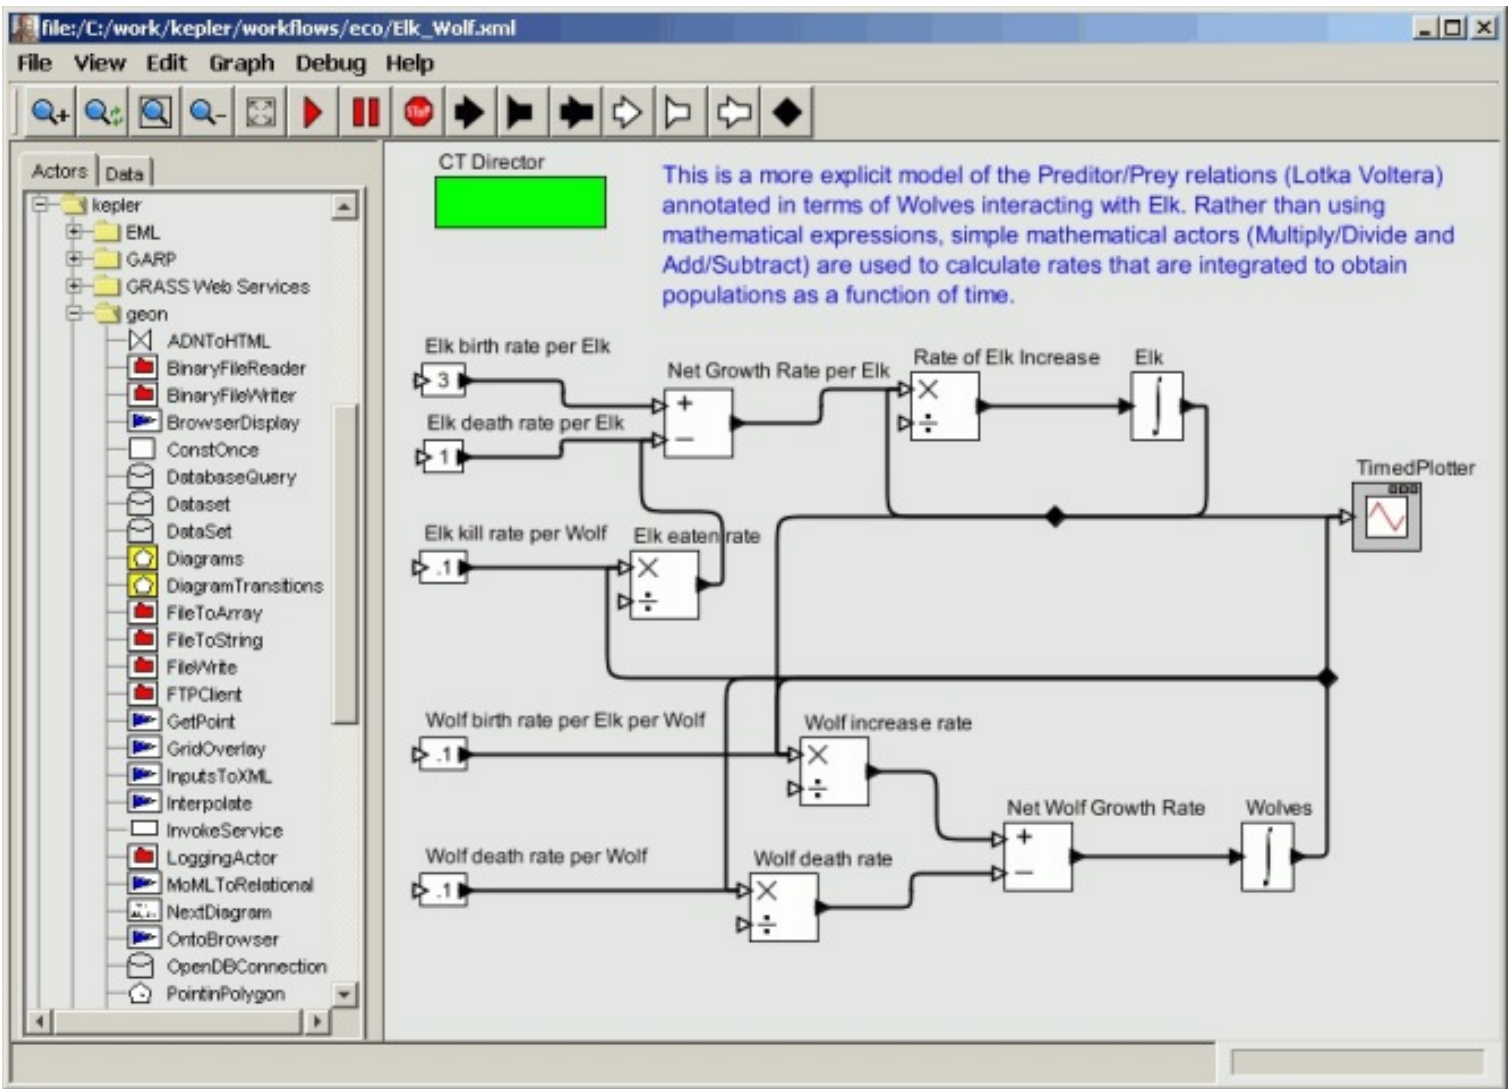 file:/C:/work/kepler/workflows/eco/Elk_Wolf.xml
File View Edit Graph Debug Help
STOP
Actors Data
kepler
EML
GARP
GRASS Web Services
geon
ADNToHTML
BinaryFileReader
BinaryFileWriter
BrowserDisplay
ConstOnce
DatabaseQuery
Dataset
DataSet
Diagrams
DiagramTransitions
FileToArray
FileToString
FileWrite
FTPClient
GetPoint
GridOverlay
InputsToXML
Interpolate
InvokeService
LoggingActor
MoMLToRelational
NextDiagram
OntoBrowser
OpenDBConnection
PointinPolygon
CT Director
This is a more explicit model of the Preditor/Prey relations (Lotka Voltera)
annotated in terms of Wolves interacting with Elk. Rather than using
mathematical expressions, simple mathematical actors (Multiply/Divide and
Add/Subtract) are used to calculate rates that are integrated to obtain
populations as a function of time.
Elk birth rate per Elk
3
Net Growth Rate per Elk
+
−
Rate of Elk Increase
×
÷
Elk
∫
Elk death rate per Elk
1
TimedPlotter
Elk kill rate per Wolf
.1
Elk eaten rate
×
÷
Wolf birth rate per Elk per Wolf
.1
Wolf increase rate
×
÷
Net Wolf Growth Rate
+
−
Wolves
∫
Wolf death rate per Wolf
.1
Wolf death rate
×
÷